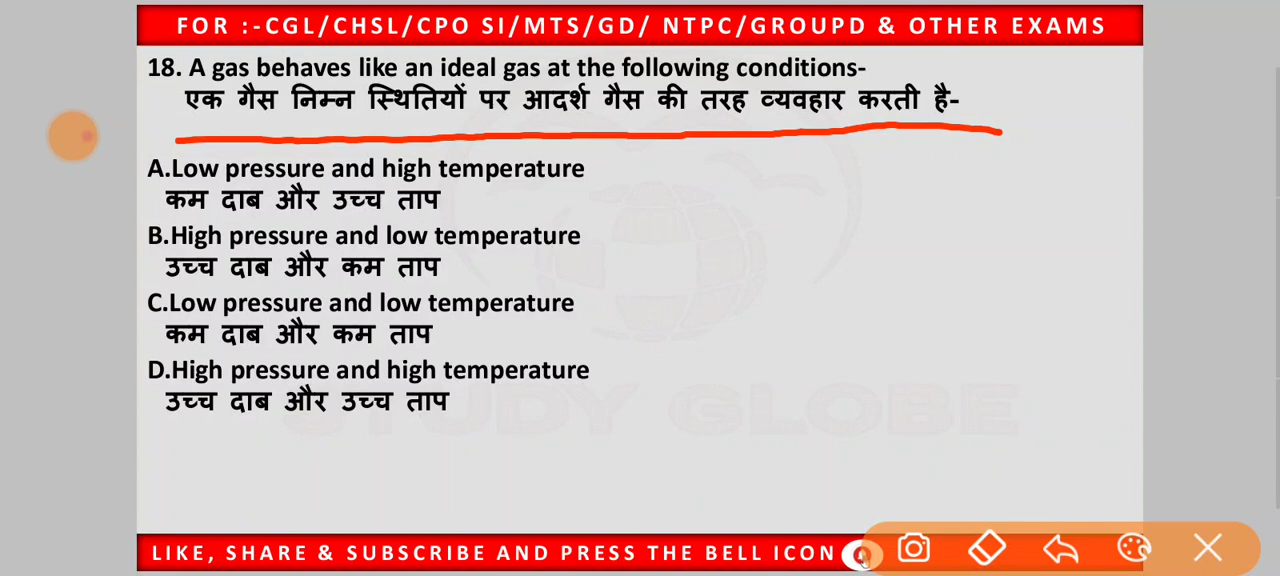 FOR :-CGL/CHSL/CPO SI/MTS/GD/ NTPC/GROUPD & OTHER EXAMS
18. A gas behaves like an ideal gas at the following conditions-
एक गैस निम्न स्थितियों पर आदर्श गैस की तरह व्यवहार करती है-
A.Low pressure and high temperature
कम दाब और उच्च ताप
B.High pressure and low temperature
उच्च दाब और कम ताप
C.Low pressure and low temperature
कम दाब और कम ताप
D.High pressure and high temperature
उच्च दाब और उच्च ताप
STUDY GLOBE
LIKE, SHARE & SUBSCRIBE AND PRESS THE BELL ICON